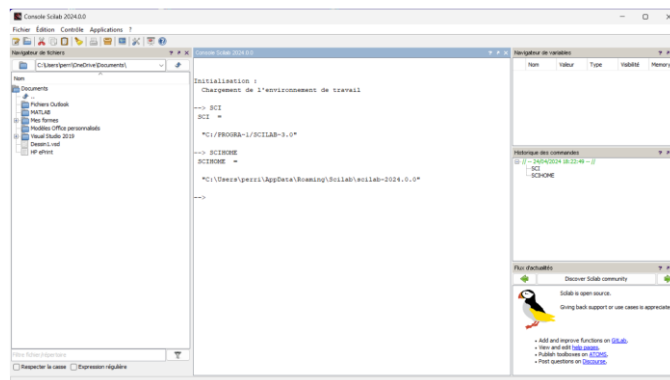 Console Scilab 2024.0.0
Fichier Édition Contrôle Applications ?
Navigateur de fichiers
C:\Users\perri\OneDrive\Documents\
Nom
Documents
..
Fichiers Outlook
MATLAB
Mes formes
Modèles Office personnalisés
Visual Studio 2019
Dessin1.vsd
HP ePrint
Filtre fichier/répertoire
Respecter la casse Expression régulière
Console Scilab 2024.0.0
Initialisation :
Chargement de l'environnement de travail
--> SCI
SCI =
"C:/PROGRA~1/SCILAB~3.0"
--> SCIHOME
SCIHOME =
"C:\Users\perri\AppData\Roaming\Scilab\scilab-2024.0.0"
-->
Navigateur de variables
Nom Valeur Type Visibilité Memory
Historique des commandes
// -- 24/04/2024 18:22:48 -- //
SCI
SCIHOME
Flux d'actualités
Discover Scilab community
Scilab is open source.
Giving back support or use cases is appreciate
Add and improve functions on GitLab.
View and edit help pages.
Publish toolboxes on ATOMS.
Post questions on Discourse.